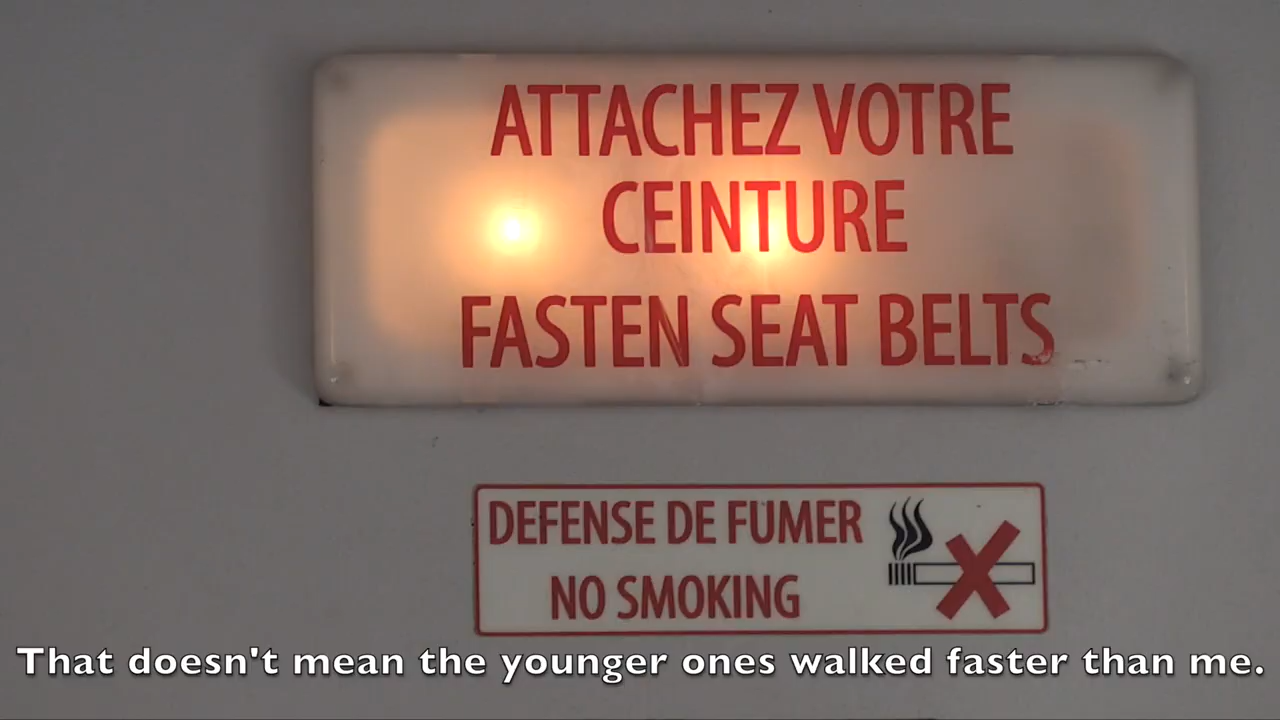 ATTACHEZ VOTRE
CEINTURE
FASTEN SEAT BELTS
DEFENSE DE FUMER
NO SMOKING
That doesn't mean the younger ones walked faster than me.